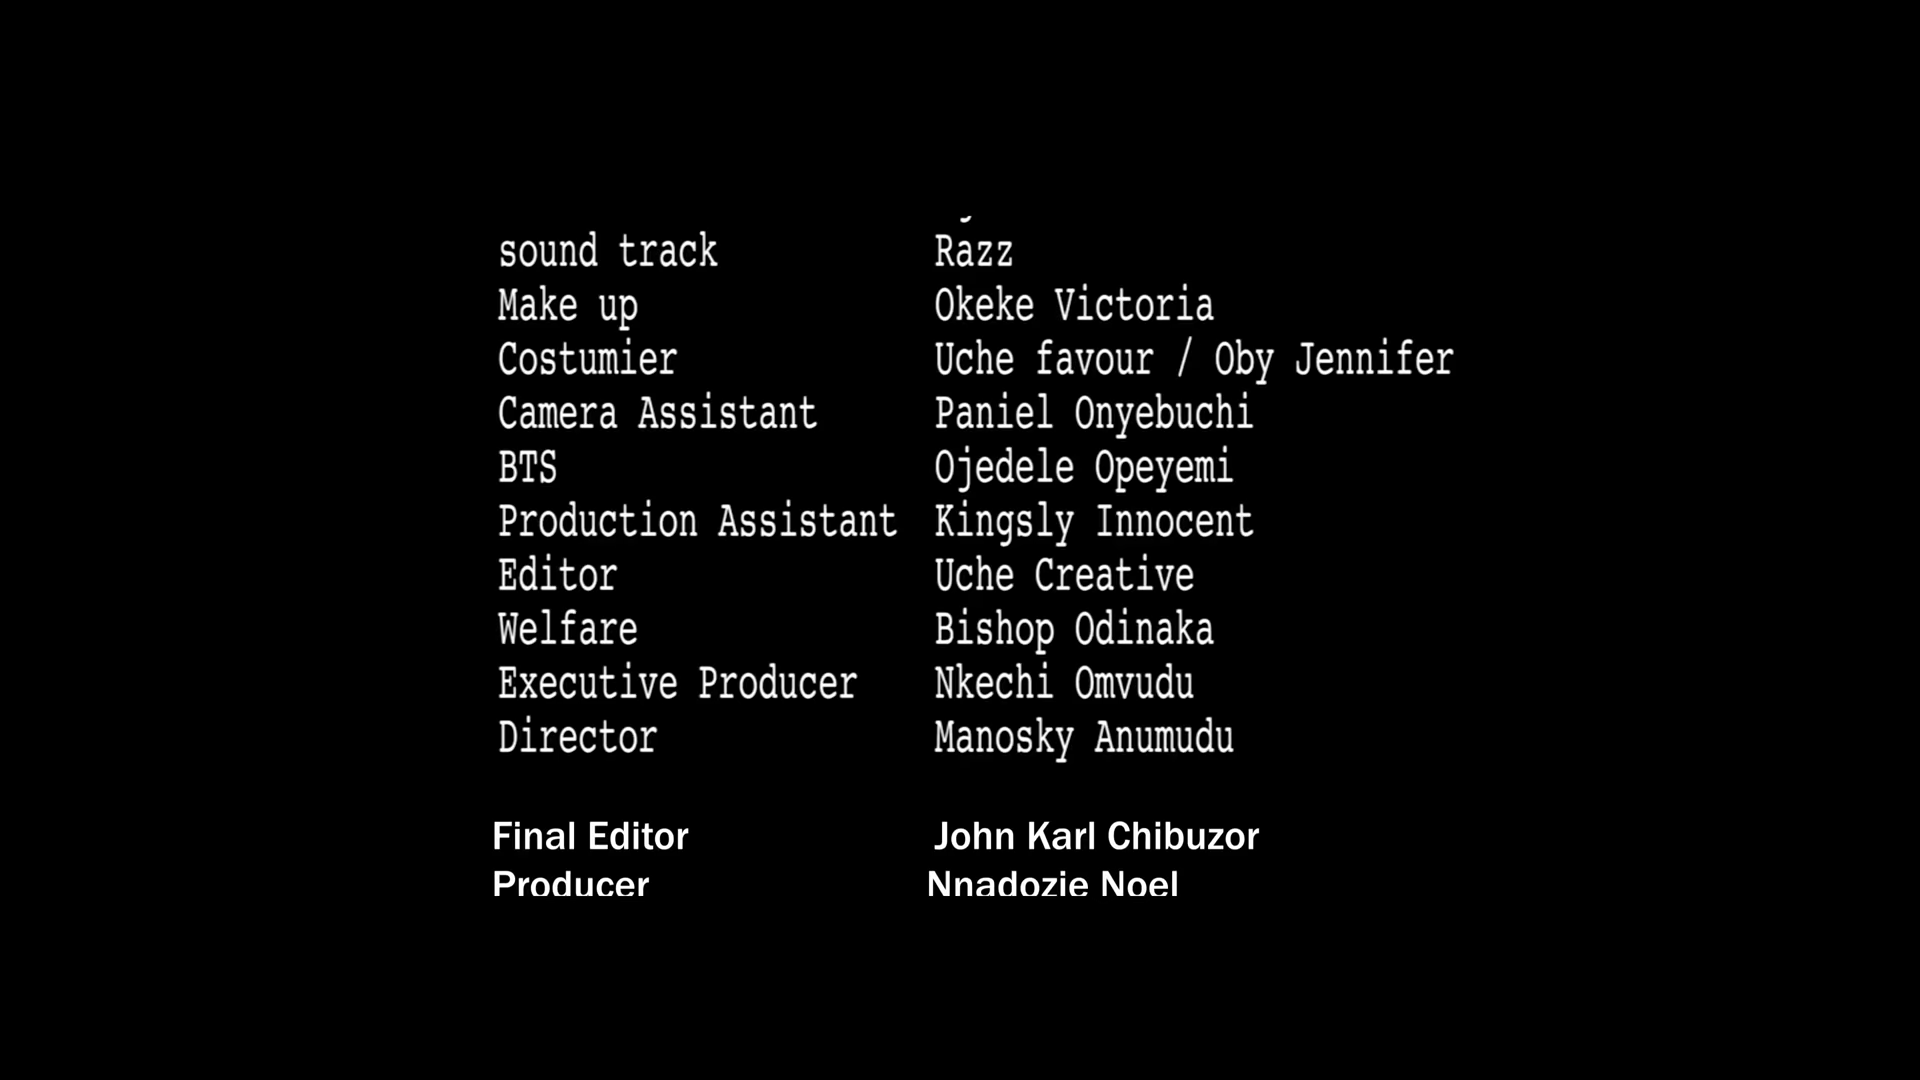 sound track Razz
Make up Okeke Victoria
Costumier Uche favour / Oby Jennifer
Camera Assistant Paniel Onyebuchi
BTS Ojedele Opeyemi
Production Assistant Kingsly Innocent
Editor Uche Creative
Welfare Bishop Odinaka
Executive Producer Nkechi Omvudu
Director Manosky Anumudu
Final Editor John Karl Chibuzor
Producer Nnadozie Noel